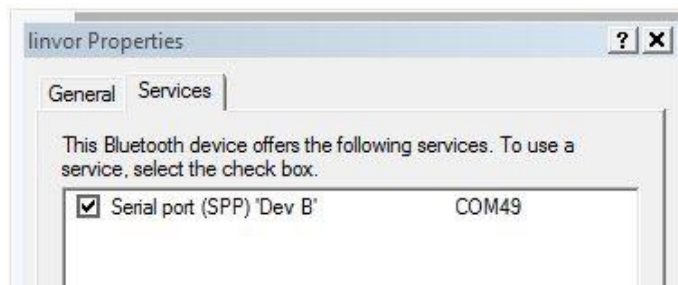 linvor Properties
General Services
This Bluetooth device offers the following services. To use a
service, select the check box.
Serial port (SPP) 'Dev B' COM49